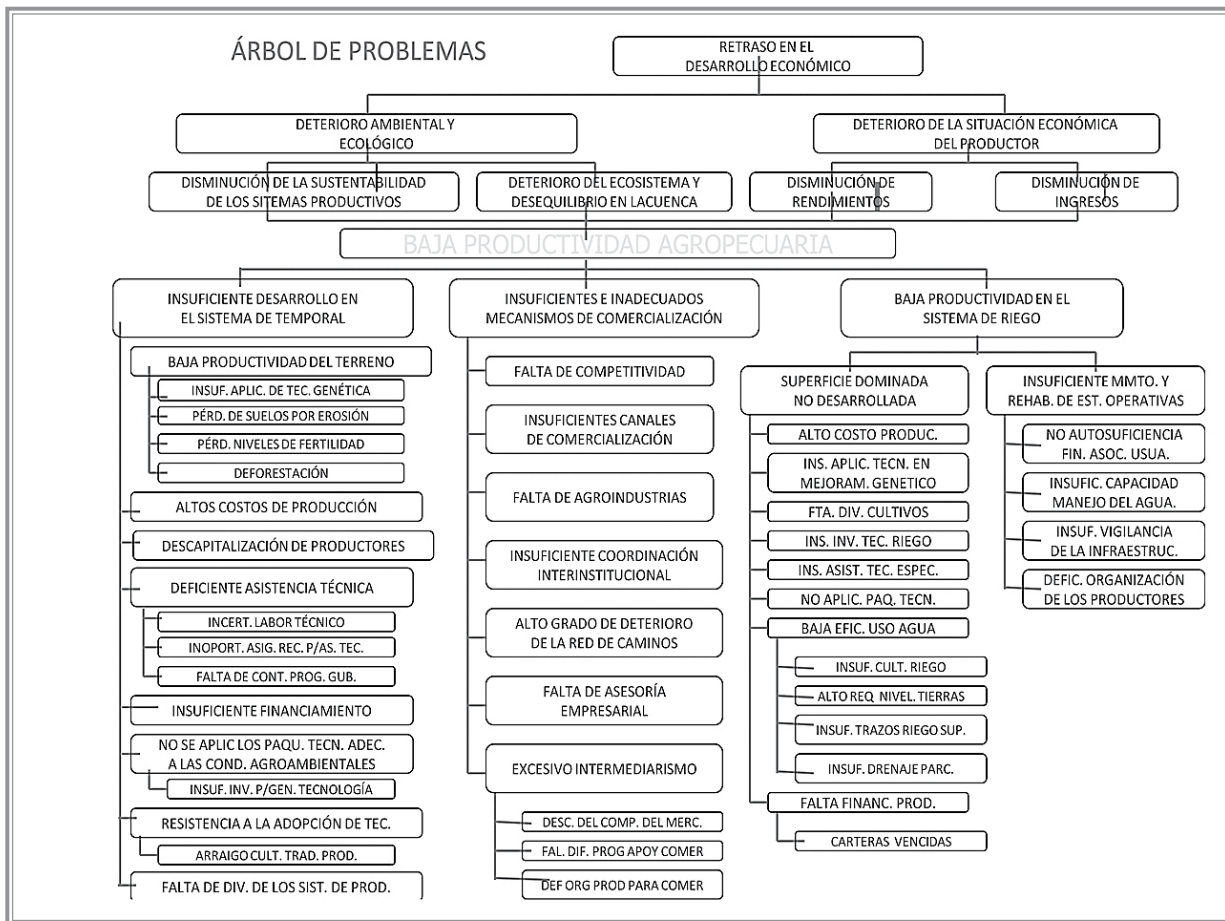 ÁRBOL DE PROBLEMAS
RETRASO EN EL
DESARROLLO ECONÓMICO
DETERIORO AMBIENTAL Y
ECOLÓGICO
DETERIORO DE LA SITUACIÓN ECONÓMICA
DEL PRODUCTOR
DISMINUCIÓN DE LA SUSTENTABILIDAD
DE LOS SITEMAS PRODUCTIVOS
DETERIORO DEL ECOSISTEMA Y
DESEQUILIBRIO EN LACUENCA
DISMINUCIÓN DE
RENDIMIENTOS
DISMINUCIÓN DE
INGRESOS
BAJA PRODUCTIVIDAD AGROPECUARIA
INSUFICIENTE DESARROLLO EN
EL SISTEMA DE TEMPORAL
BAJA PRODUCTIVIDAD DEL TERRENO
INSUF. APLIC. DE TEC. GENÉTICA
PÉRD. DE SUELOS POR EROSIÓN
PÉRD. NIVELES DE FERTILIDAD
DEFORESTACIÓN
ALTOS COSTOS DE PRODUCCIÓN
DESCAPITALIZACIÓN DE PRODUCTORES
DEFICIENTE ASISTENCIA TÉCNICA
INCERT. LABOR TÉCNICO
INOPORT. ASIG. REC. P/AS. TEC.
FALTA DE CONT. PROG. GUB.
INSUFICIENTE FINANCIAMIENTO
NO SE APLIC LOS PAQU. TECN. ADEC.
A LAS COND. AGROAMBIENTALES
INSUF. INV. P/GEN. TECNOLOGÍA
RESISTENCIA A LA ADOPCIÓN DE TEC.
ARRAIGO CULT. TRAD. PROD.
FALTA DE DIV. DE LOS SIST. DE PROD.
INSUFICIENTES E INADECUADOS
MECANISMOS DE COMERCIALIZACIÓN
FALTA DE COMPETITIVIDAD
INSUFICIENTES CANALES
DE COMERCIALIZACIÓN
FALTA DE AGROINDUSTRIAS
INSUFICIENTE COORDINACIÓN
INTERINSTITUCIONAL
ALTO GRADO DE DETERIORO
DE LA RED DE CAMINOS
FALTA DE ASESORÍA
EMPRESARIAL
EXCESIVO INTERMEDIARISMO
DESC. DEL COMP. DEL MERC.
FAL. DIF. PROG APOY COMER
DEF ORG PROD PARA COMER
BAJA PRODUCTIVIDAD EN EL
SISTEMA DE RIEGO
SUPERFICIE DOMINADA
NO DESARROLLADA
ALTO COSTO PRODUC.
INS. APLIC. TECN. EN
MEJORAM. GENETICO
FTA. DIV. CULTIVOS
INS. INV. TEC. RIEGO
INS. ASIST. TEC. ESPEC.
NO APLIC. PAQ. TECN.
BAJA EFIC. USO AGUA
INSUF. CULT. RIEGO
ALTO REQ. NIVEL. TIERRAS
INSUF. TRAZOS RIEGO SUP.
INSUF. DRENAJE PARC.
FALTA FINANC. PROD.
CARTERAS VENCIDAS
INSUFICIENTE MMTO. Y
REHAB. DE EST. OPERATIVAS
NO AUTOSUFICIENCIA
FIN. ASOC. USUA.
INSUFIC. CAPACIDAD
MANEJO DEL AGUA.
INSUF. VIGILANCIA
DE LA INFRAESTRUC.
DEFIC. ORGANIZACIÓN
DE LOS PRODUCTORES